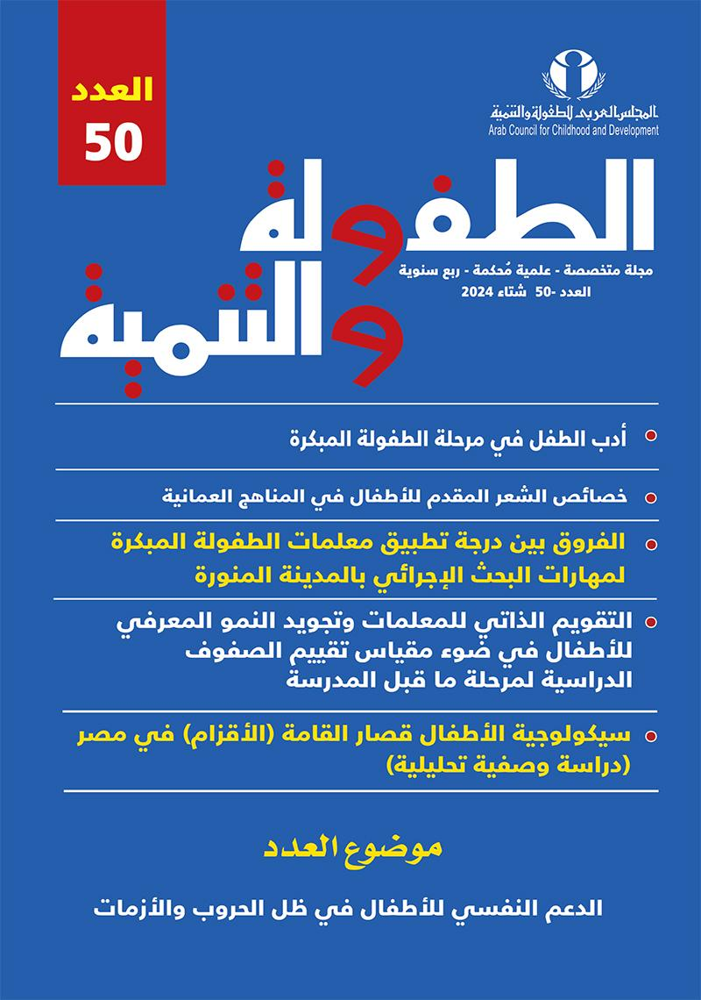 العدد
50
المجلس العربي للطفولة والتنمية
Arab Council for Childhood and Development
الطفولة
مجلة متخصصة - علمية مُحكمة - ربع سنوية
العدد -50 شتاء 2024
والتنمية
أدب الطفل في مرحلة الطفولة المبكرة
خصائص الشعر المقدم للأطفال في المناهج العمانية
الفروق بين درجة تطبيق معلمات الطفولة المبكرة
لمهارات البحث الإجرائي بالمدينة المنورة
التقويم الذاتي للمعلمات وتجويد النمو المعرفي
للأطفال في ضوء مقياس تقييم الصفوف
الدراسية لمرحلة ما قبل المدرسة
سيكولوجية الأطفال قصار القامة (الأقزام) في مصر
(دراسة وصفية تحليلية)
موضوع العدد
الدعم النفسي للأطفال في ظل الحروب والأزمات